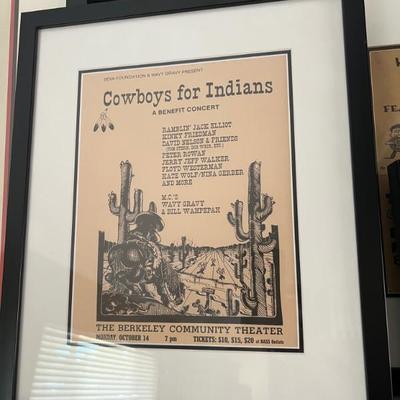 SEVA FOUNDATION & WAVY GRAVY PRESENT
Cowboys for Indians
A BENEFIT CONCERT
RAMBLIN' JACK ELLIOT
KINKY FRIEDMAN
DAVID NELSON & FRIENDS
PETER ROWAN
JERRY JEFF WALKER
FLOYD WESTERMAN
KATE WOLF/NINA GERBER
AND MORE
M.C.'S
WAVY GRAVY
& BILL WAHPEPAH
THE BERKELEY COMMUNITY THEATER
MONDAY, OCTOBER 14 7 pm TICKETS: $10, $15, $20 at BASS Outlets